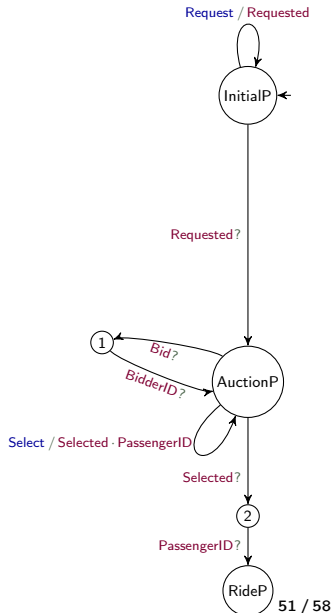 Request / Requested
InitialP
Requested?
1
Bid?
BidderID?
AuctionP
Select / Selected · PassengerID
Selected?
2
PassengerID?
RideP
51 / 58